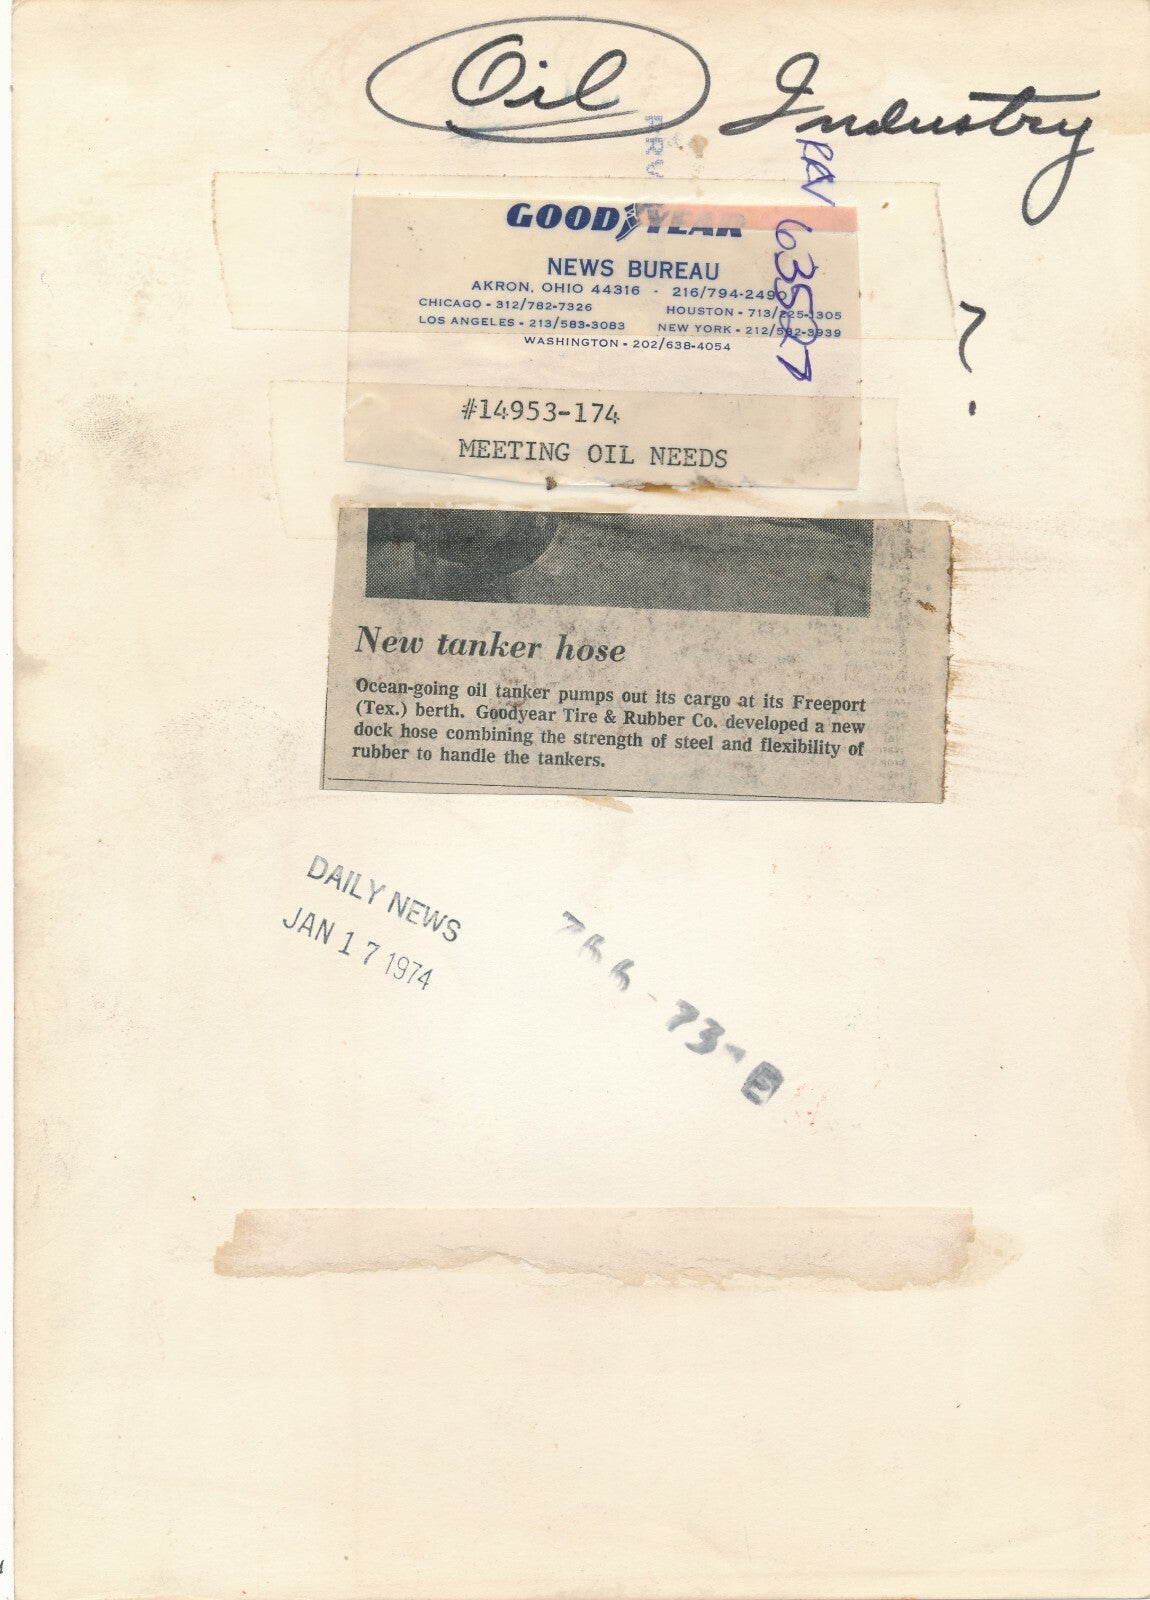 Oil Industry
RRV
GOODYEAR
NEWS BUREAU
AKRON, OHIO 44316 - 216/794-2490
CHICAGO - 312/782-7326 HOUSTON - 713/225-1305
LOS ANGELES - 213/583-3083 NEW YORK - 212/582-3939
WASHINGTON - 202/638-4054
RRV 63527
?
#14953-174
MEETING OIL NEEDS
New tanker hose
Ocean-going oil tanker pumps out its cargo at its Freeport
(Tex.) berth. Goodyear Tire & Rubber Co. developed a new
dock hose combining the strength of steel and flexibility of
rubber to handle the tankers.
DAILY NEWS
JAN 17 1974